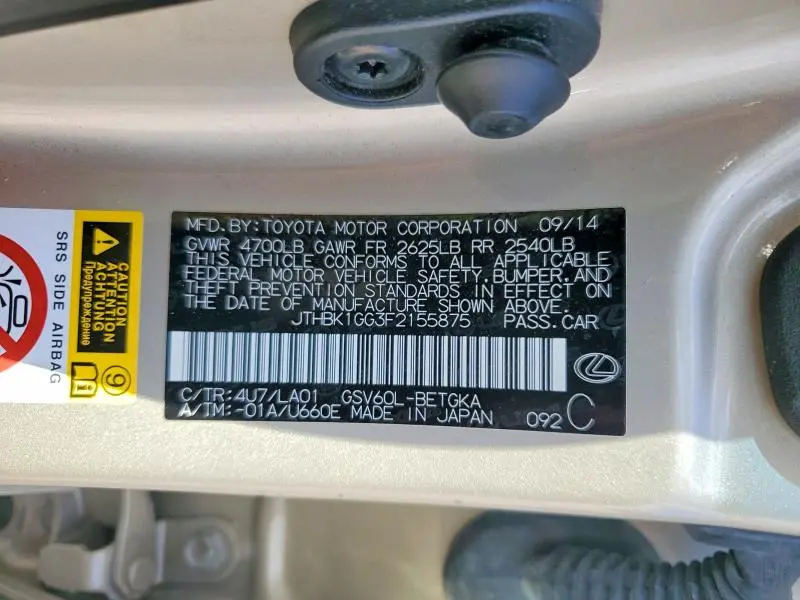 MFD.BY:TOYOTA MOTOR CORPORATION 09/14
GVWR 4700LB GAWR FR 2625LB RR 2540LB
THIS VEHICLE CONFORMS TO ALL APPLICABLE
FEDERAL MOTOR VEHICLE SAFETY,BUMPER,AND
THEFT PREVENTION STANDARDS IN EFFECT ON
THE DATE OF MANUFACTURE SHOWN ABOVE.
JTHBK1GG3F2155875 PASS.CAR
C/TR:4U7/LA01 GSV60L-BETGKA
A/TM:-01A/U660E MADE IN JAPAN 092 C
SRS SIDE AIRBAG
CAUTION
ATTENTION
ACHTUNG
Предупреждение
9